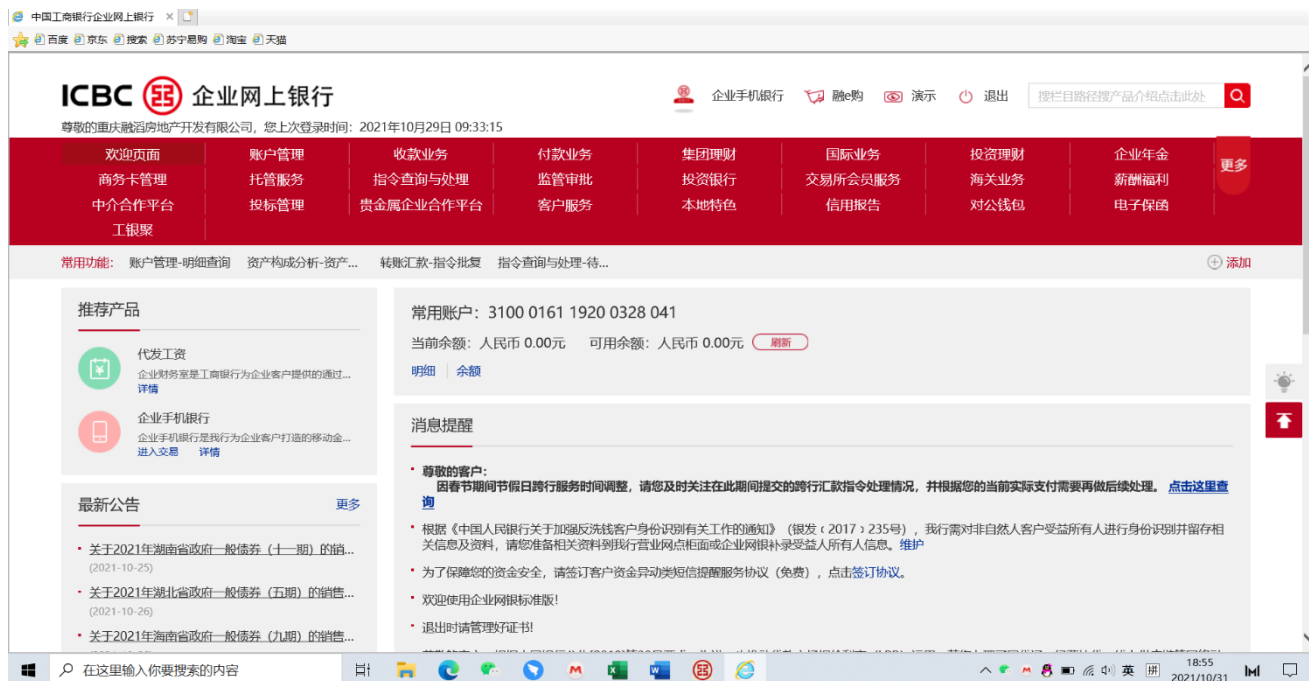 中国工商银行企业网上银行
百度 京东 搜索 苏宁易购 淘宝 天猫
ICBC 企业网上银行
企业手机银行 融e购 演示 退出 搜栏目路径搜产品介绍点击此处
尊敬的重庆融滔房地产开发有限公司，您上次登录时间：2021年10月29日 09:33:15
欢迎页面 账户管理 收款业务 付款业务 集团理财 国际业务 投资理财 企业年金
更多
商务卡管理 托管服务 指令查询与处理 监管审批 投资银行 交易所会员服务 海关业务 薪酬福利
中介合作平台 投标管理 贵金属企业合作平台 客户服务 本地特色 信用报告 对公钱包 电子保函
工银聚
常用功能： 账户管理-明细查询 资产构成分析-资产... 转账汇款-指令批复 指令查询与处理-待... 添加
推荐产品
代发工资
企业财务室是工商银行为企业客户提供的通过...
详情
企业手机银行
企业手机银行是我行为企业客户打造的移动金...
进入交易 详情
最新公告 更多
关于2021年湖南省政府一般债券（十一期）的销...
(2021-10-25)
关于2021年湖北省政府一般债券（五期）的销售...
(2021-10-26)
关于2021年海南省政府一般债券（九期）的销售...
常用账户：3100 0161 1920 0328 041
当前余额：人民币 0.00元 可用余额：人民币 0.00元 刷新
明细 余额
消息提醒
尊敬的客户：
因春节期间节假日跨行服务时间调整，请您及时关注在此期间提交的跨行汇款指令处理情况，并根据您的当前实际支付需要再做后续处理。 点击这里查
询
根据《中国人民银行关于加强反洗钱客户身份识别有关工作的通知》（银发﹝2017﹞235号），我行需对非自然人客户受益所有人进行身份识别并留存相
关信息及资料，请您准备相关资料到我行营业网点柜面或企业网银补录受益人所有人信息。维护
为了保障您的资金安全，请签订客户资金异动类短信提醒服务协议（免费），点击签订协议。
欢迎使用企业网银标准版！
退出时请管理好证书!
在这里输入你要搜索的内容
英 拼 18:55
2021/10/31